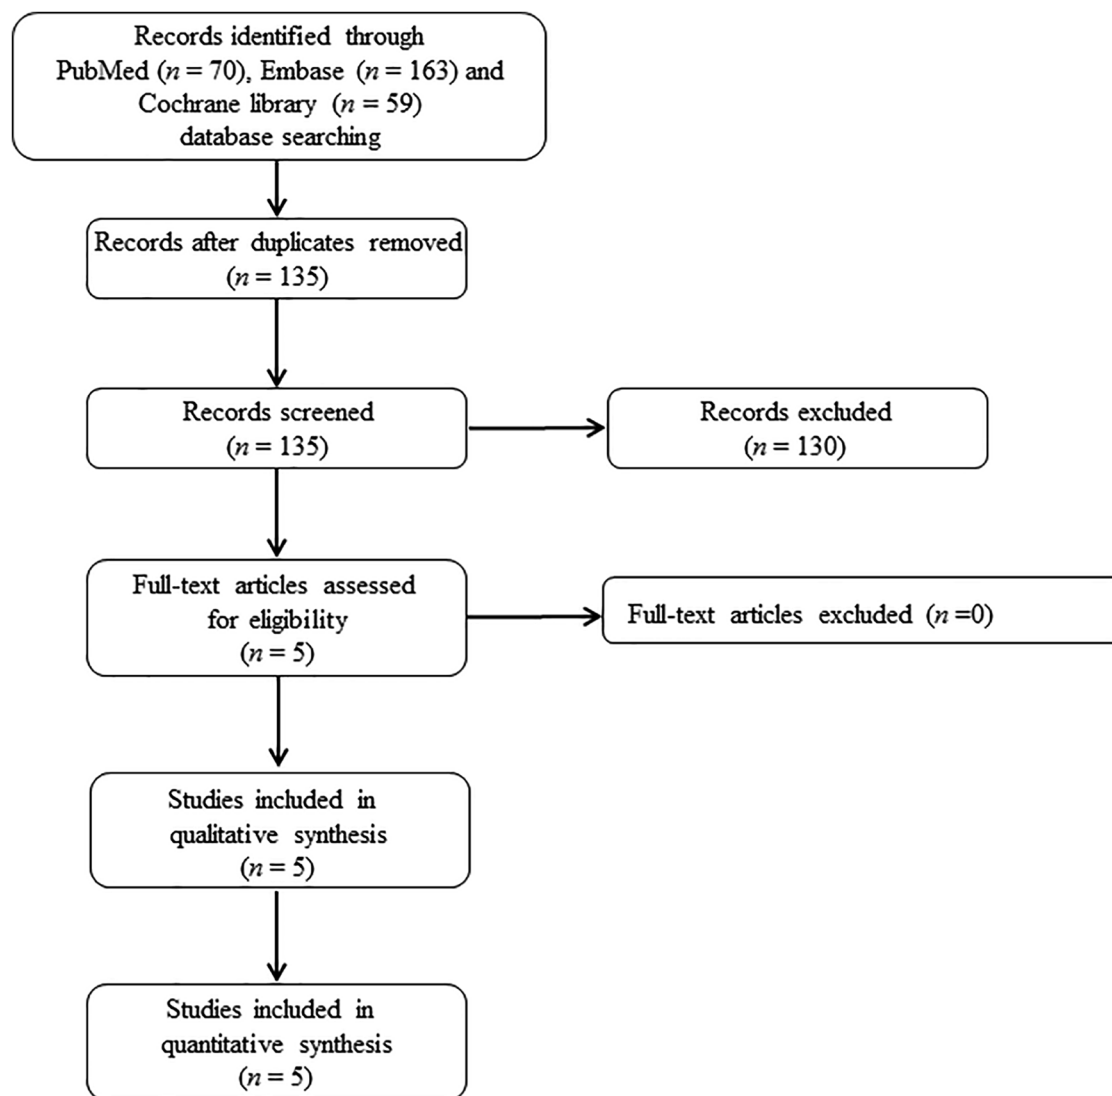 Records identified through
PubMed (n = 70), Embase (n = 163) and
Cochrane library (n = 59)
database searching
Records after duplicates removed
(n = 135)
Records screened
(n = 135)
Records excluded
(n = 130)
Full-text articles assessed
for eligibility
(n = 5)
Full-text articles excluded (n =0)
Studies included in
qualitative synthesis
(n = 5)
Studies included in
quantitative synthesis
(n = 5)